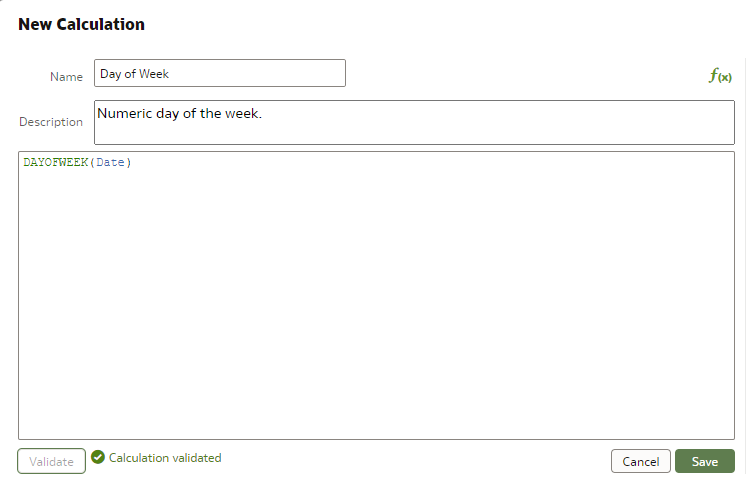 New Calculation
Name Day of Week f(x)
Description Numeric day of the week.
DAYOFWEEK(Date)
Validate Calculation validated Cancel Save